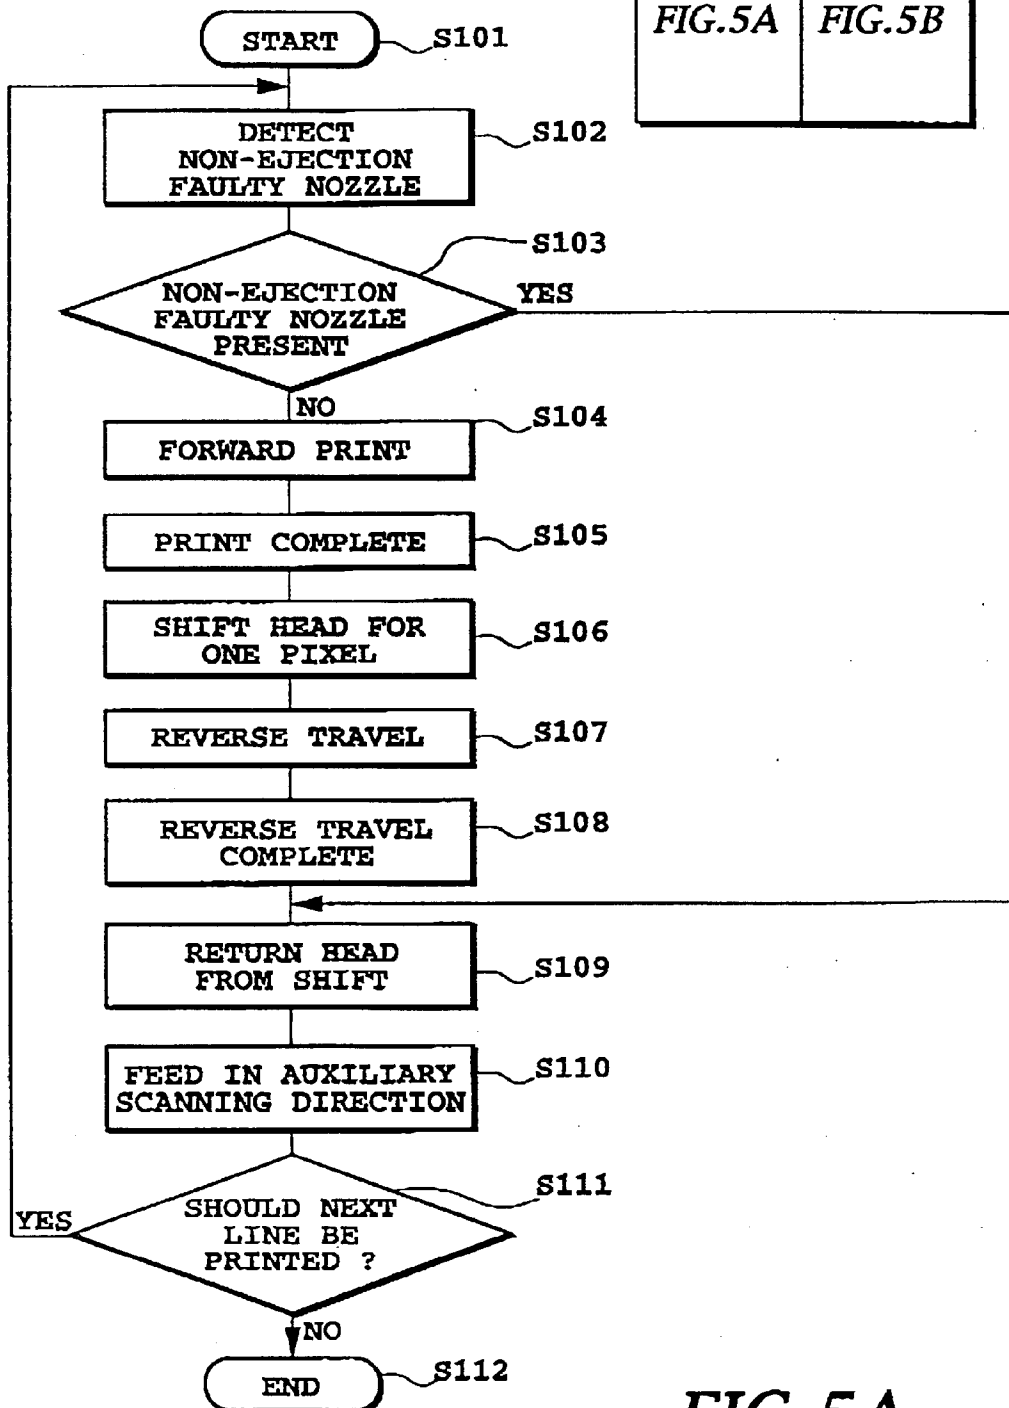 START
S101
FIG.5A
FIG.5B
DETECT
NON-EJECTION
FAULTY NOZZLE
S102
S103
NON-EJECTION
FAULTY NOZZLE
PRESENT
YES
NO
S104
FORWARD PRINT
PRINT COMPLETE
S105
SHIFT HEAD FOR
ONE PIXEL
S106
REVERSE TRAVEL
S107
REVERSE TRAVEL
COMPLETE
S108
RETURN HEAD
FROM SHIFT
S109
FEED IN AUXILIARY
SCANNING DIRECTION
S110
S111
SHOULD NEXT
LINE BE
PRINTED ?
YES
NO
END
S112
FIG.5A